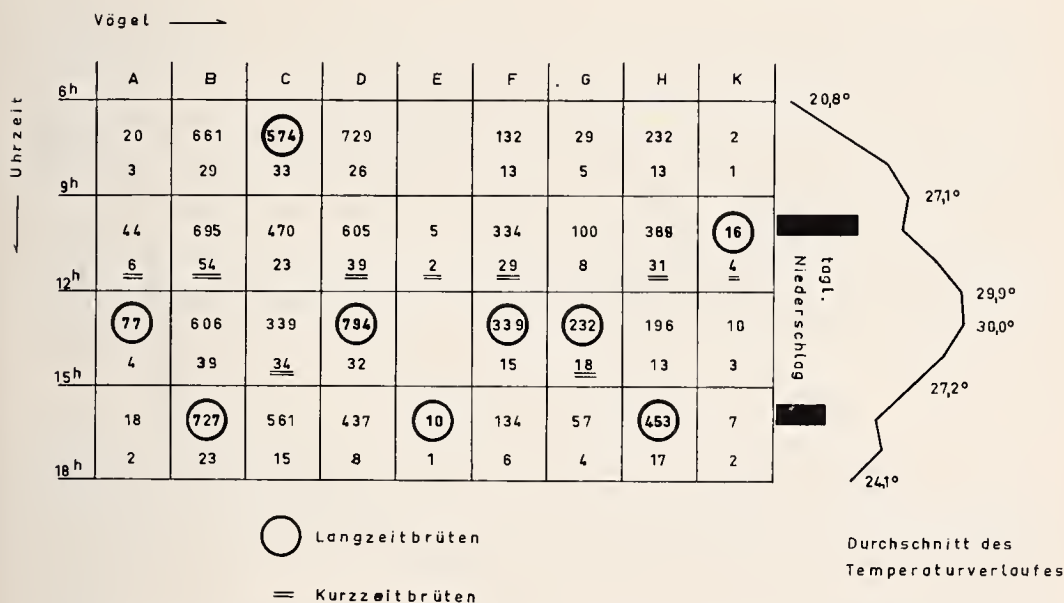 Vögel
Uhrzeit
A B C D E F G H K
6h
20 661 574 729 132 29 232 2
3 29 33 26 13 5 13 1
9h
44 695 470 605 5 334 100 388 16
6 54 23 39 2 29 8 31 4
12h
77 606 339 794 339 232 196 10
4 39 34 32 15 18 13 3
15h
18 727 561 437 10 134 57 453 7
2 23 15 8 1 6 4 17 2
18h
tagl.
Niederschlag
20,8°
27,1°
29,9°
30,0°
27,2°
24,1°
Langzeitbrüten
Kurzzeitbrüten
Durchschnitt des
Temperaturverlaufes